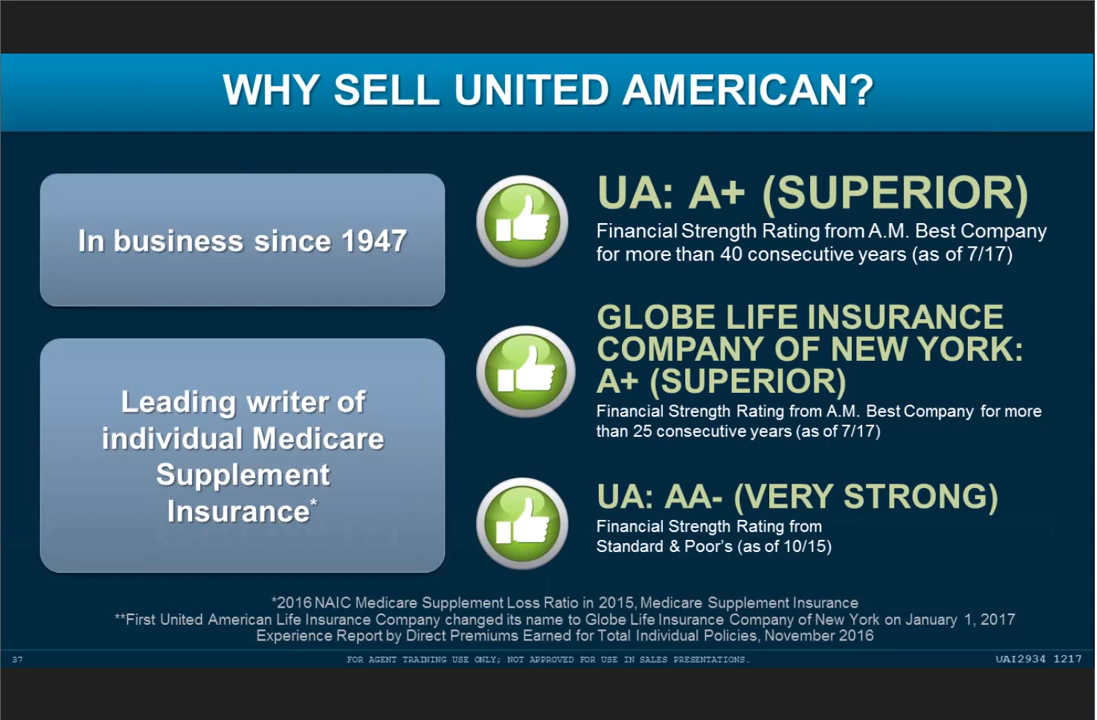 WHY SELL UNITED AMERICAN?
In business since 1947
Leading writer of
individual Medicare
Supplement
Insurance*
UA: A+ (SUPERIOR)
Financial Strength Rating from A.M. Best Company
for more than 40 consecutive years (as of 7/17)
GLOBE LIFE INSURANCE
COMPANY OF NEW YORK:
A+ (SUPERIOR)
Financial Strength Rating from A.M. Best Company for more
than 25 consecutive years (as of 7/17)
UA: AA- (VERY STRONG)
Financial Strength Rating from
Standard & Poor's (as of 10/15)
*2016 NAIC Medicare Supplement Loss Ratio in 2015, Medicare Supplement Insurance
**First United American Life Insurance Company changed its name to Globe Life Insurance Company of New York on January 1, 2017
Experience Report by Direct Premiums Earned for Total Individual Policies, November 2016
37
FOR AGENT TRAINING USE ONLY; NOT APPROVED FOR USE IN SALES PRESENTATIONS.
UAI2934 1217